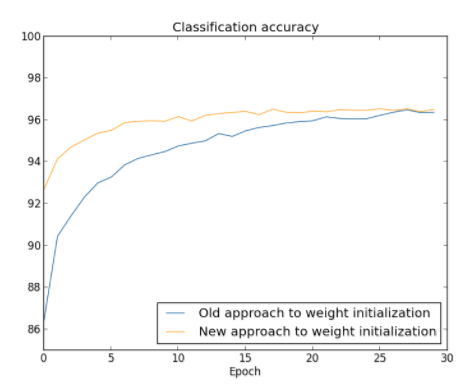 Classification accuracy
100
98
96
94
92
90
88
86
0 5 10 15 20 25 30
Epoch
Old approach to weight initialization
New approach to weight initialization